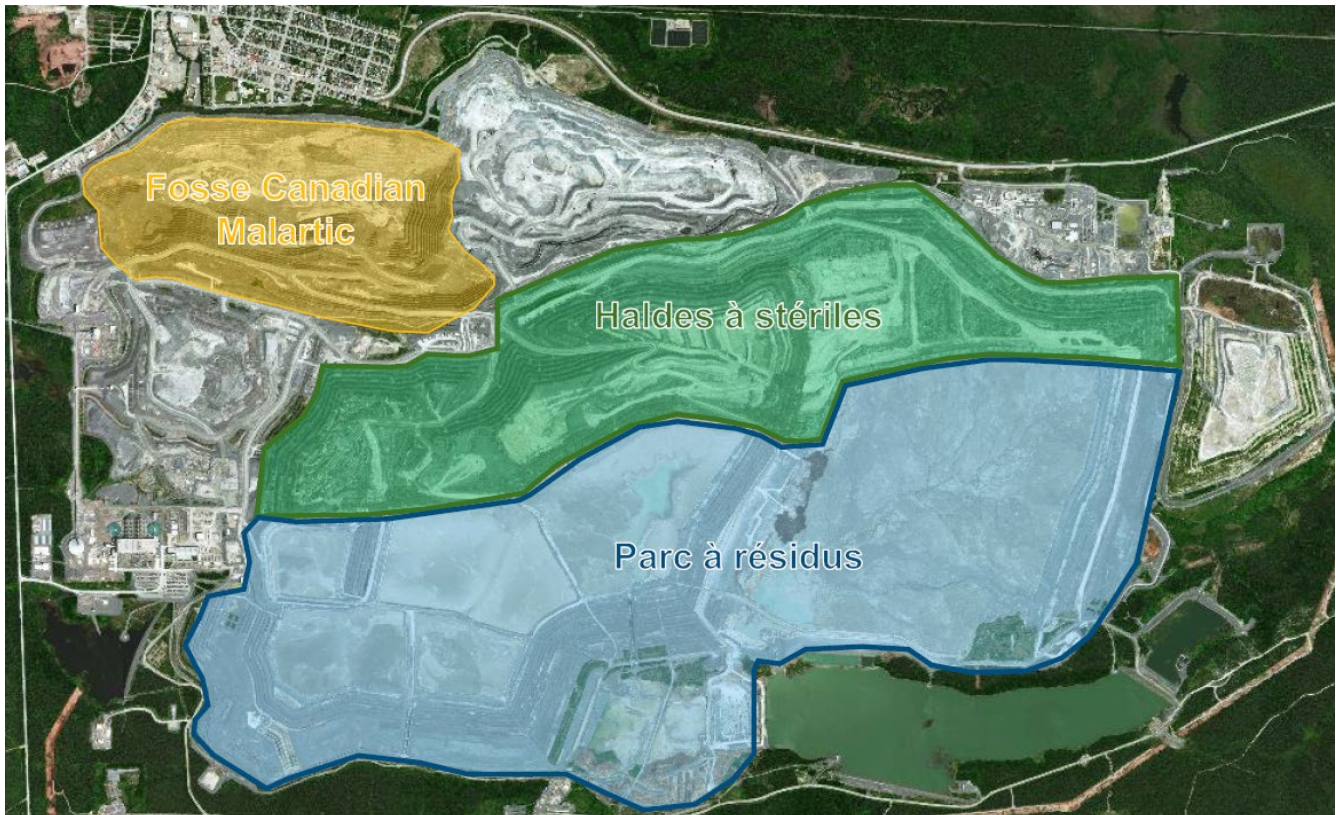 Fosse Canadian
Malartic
Haldes à stériles
Parc à résidus